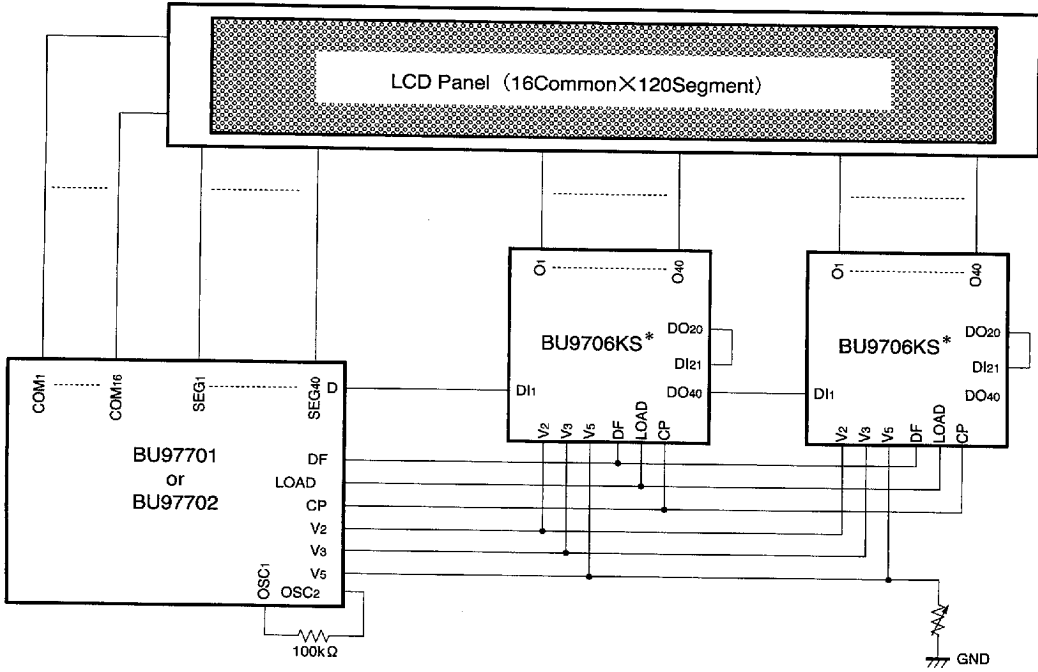 LCD Panel (16Common×120Segment)
O1 O40
BU9706KS*
DO20
DI21
DO40
DI1
V2 V3 V5 DF LOAD CP
O1 O40
BU9706KS*
DO20
DI21
DO40
DI1
V2 V3 V5 DF LOAD CP
COM1 COM16 SEG1 SEG40 D
BU97701
or
BU97702
DF
LOAD
CP
V2
V3
V5
OSC1
OSC2
100kΩ
GND